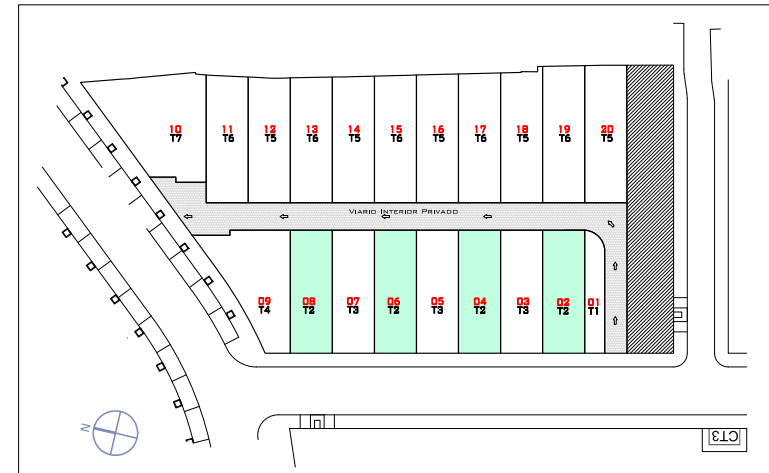 10 11 12 13 14 15 16 17 18 19 20
T7 T6 T5 T6 T5 T6 T5 T6 T5 T6 T5
VIARIO INTERIOR PRIVADO
09 08 07 06 05 04 03 02 01
T4 T2 T3 T2 T3 T2 T3 T2 T1
N
CT3